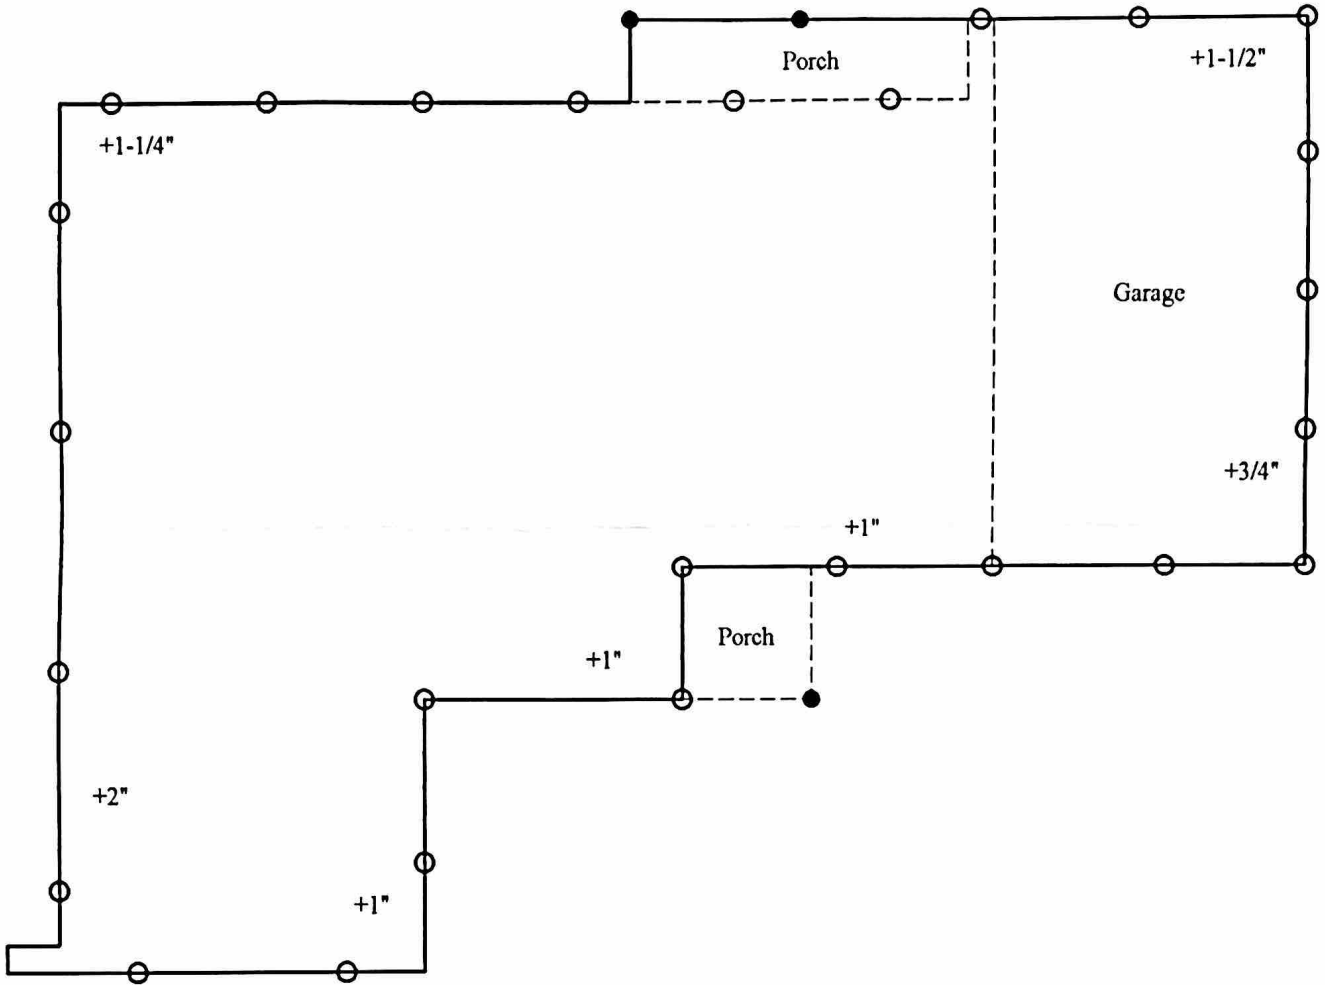 Porch
+1-1/2"
+1-1/4"
Garage
+3/4"
+1"
Porch
+1"
+2"
+1"